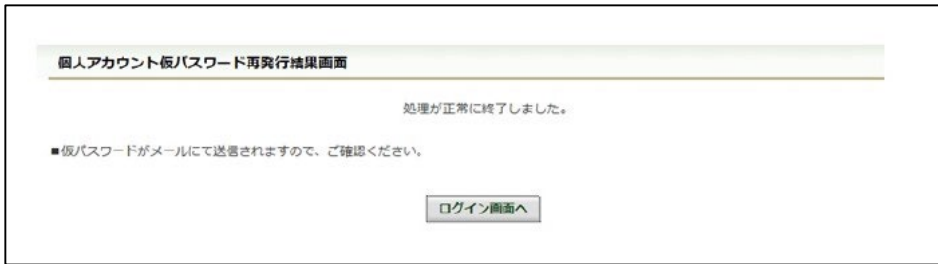 個人アカウント仮パスワード再発行結果画面
処理が正常に終了しました。
■仮パスワードがメールにて送信されますので、ご確認ください。
ログイン画面へ